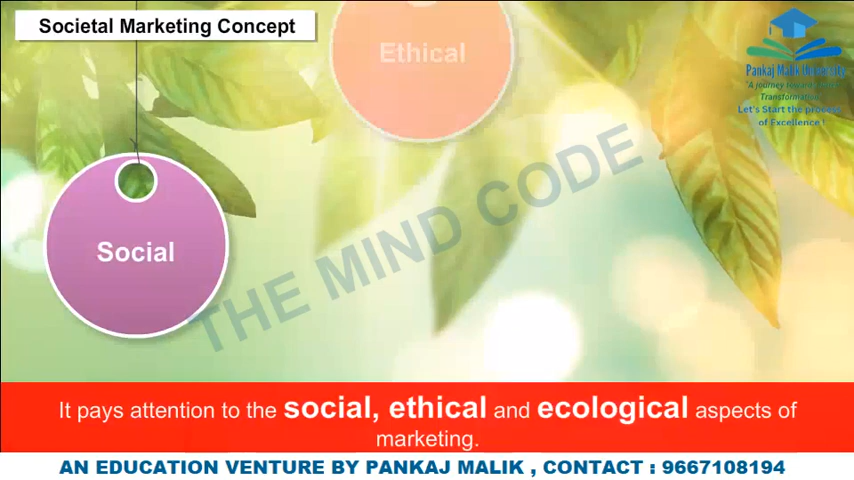 Societal Marketing Concept
Ethical
Pankaj Malik University
"A journey towards
Transformation
Let's Start the process
of Excellence!
Social
THE MIND CODE
It pays attention to the social, ethical and ecological aspects of
marketing.
AN EDUCATION VENTURE BY PANKAJ MALIK , CONTACT : 9667108194